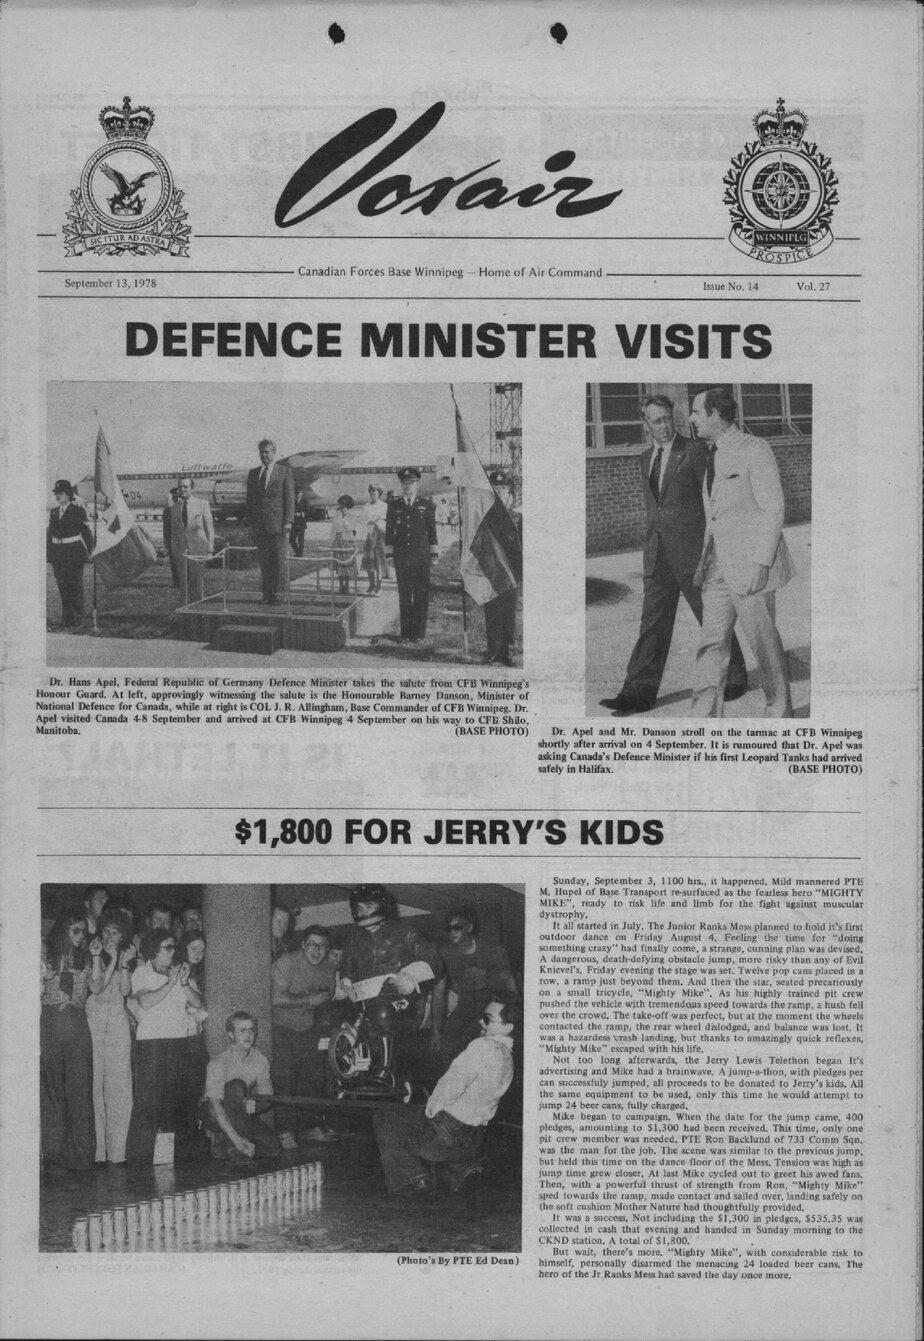 Voxair
SIC ITUR AD ASTRA
WINNIPEG
PROSPICE
Canadian Forces Base Winnipeg — Home of Air Command
September 13, 1978
Issue No. 14 Vol. 27
DEFENCE MINISTER VISITS
Luftwaffe
04
Dr. Hans Apel, Federal Republic of Germany Defence Minister takes the salute from CFB Winnipeg's
Honour Guard. At left, approvingly witnessing the salute is the Honourable Barney Danson, Minister of
National Defence for Canada, while at right is COL J. R. Allingham, Base Commander of CFB Winnipeg. Dr.
Apel visited Canada 4-8 September and arrived at CFB Winnipeg 4 September on his way to CFB Shilo,
Manitoba. (BASE PHOTO)
Dr. Apel and Mr. Danson stroll on the tarmac at CFB Winnipeg
shortly after arrival on 4 September. It is rumoured that Dr. Apel was
asking Canada's Defence Minister if his first Leopard Tanks had arrived
safely in Halifax. (BASE PHOTO)
$1,800 FOR JERRY'S KIDS
(Photo's By PTE Ed Dean)
Sunday, September 3, 1100 hrs., it happened. Mild mannered PTE
M. Hupel of Base Transport re-surfaced as the fearless hero "MIGHTY
MIKE", ready to risk life and limb for the fight against muscular
dystrophy.
It all started in July. The Junior Ranks Mess planned to hold it's first
outdoor dance on Friday August 4. Feeling the time for "doing
something crazy" had finally come, a strange, cunning plan was devised.
A dangerous, death-defying obstacle jump, more risky than any of Evil
Knievel's. Friday evening the stage was set. Twelve pop cans placed in a
row, a ramp just beyond them. And then the star, seated precariously
on a small tricycle, "Mighty Mike". As his highly trained pit crew
pushed the vehicle with tremendous speed towards the ramp, a hush fell
over the crowd. The take-off was perfect, but at the moment the wheels
contacted the ramp, the rear wheel dislodged, and balance was lost. It
was a hazardess crash landing, but thanks to amazingly quick reflexes,
"Mighty Mike" escaped with his life.
Not too long afterwards, the Jerry Lewis Telethon began It's
advertising and Mike had a brainwave. A jump-a-thon, with pledges per
can successfuly jumped, all proceeds to be donated to Jerry's kids. All
the same equipment to be used, only this time he would attempt to
jump 24 beer cans, fully charged.
Mike began to campaign. When the date for the jump came, 400
pledges, amounting to $1,300 had been received. This time, only one
pit crew member was needed. PTE Ron Backlund of 733 Comm Sqn.
was the man for the job. The scene was similar to the previous jump,
but held this time on the dance floor of the Mess. Tension was high as
jump time grew closer. At last Mike cycled out to greet his awed fans.
Then, with a powerful thrust of strength from Ron, "Mighty Mike"
sped towards the ramp, made contact and sailed over, landing safely on
the soft cushion Mother Nature had thoughtfully provided.
It was a success. Not including the $1,300 in pledges, $535.35 was
collected in cash that evening and handed in Sunday morning to the
CKND station. A total of $1,800.
But wait, there's more. "Mighty Mike", with considerable risk to
himself, personally disarmed the menacing 24 loaded beer cans. The
hero of the Jr Ranks Mess had saved the day once more.